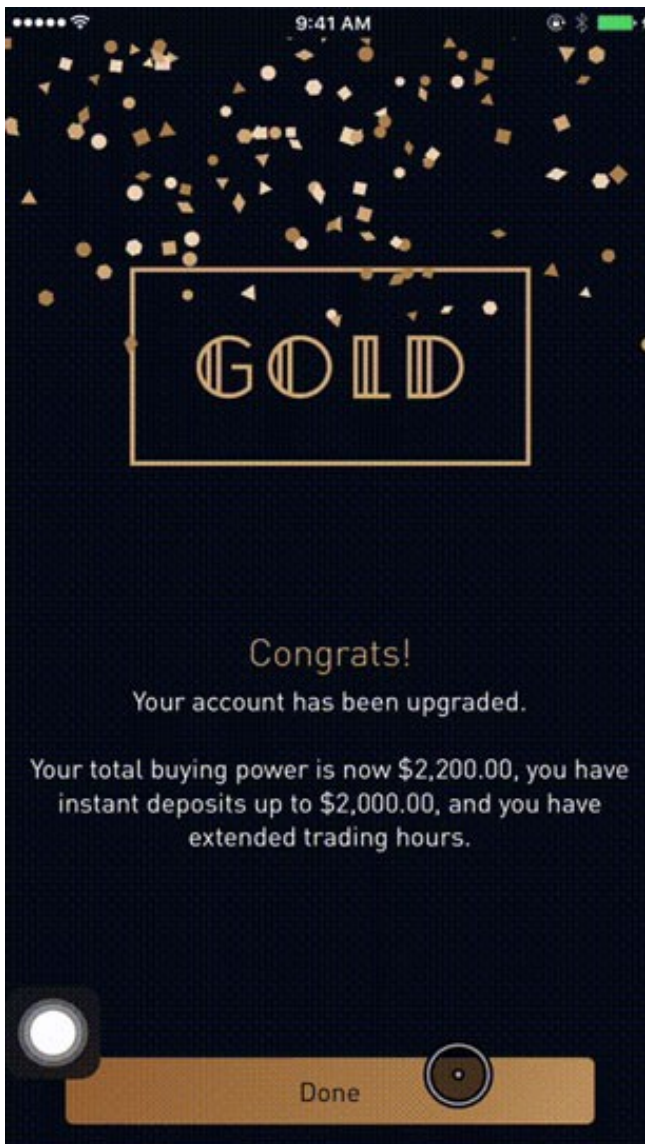 9:41 AM
GOLD
Congrats!
Your account has been upgraded.
Your total buying power is now $2,200.00, you have
instant deposits up to $2,000.00, and you have
extended trading hours.
Done